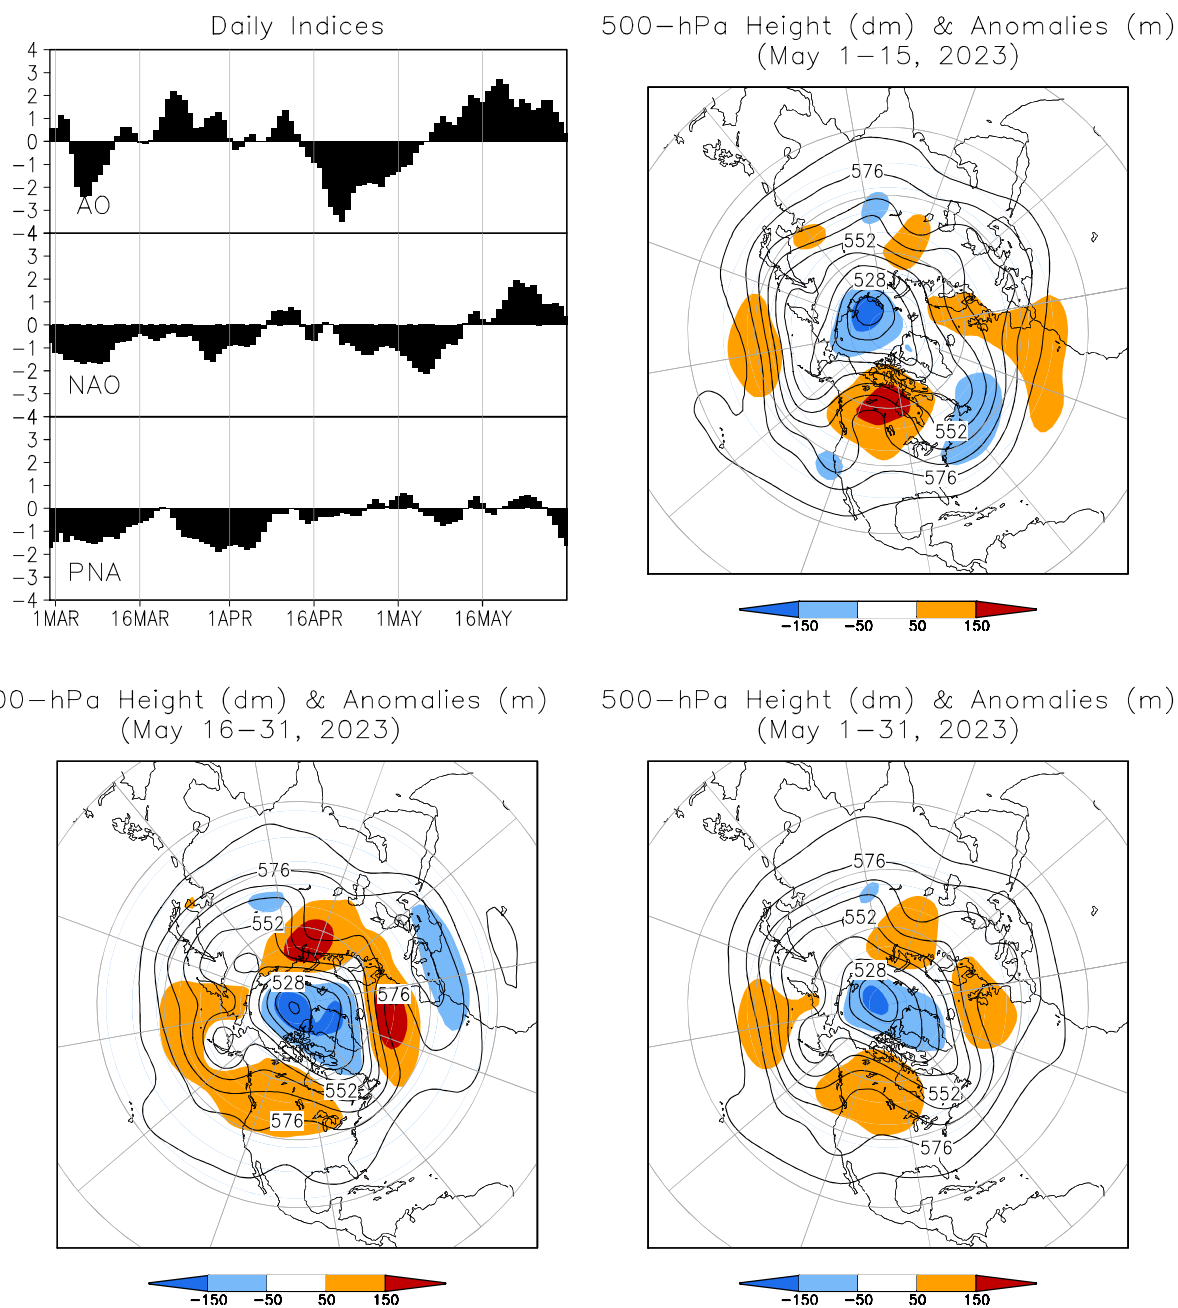 Daily Indices
4
3
2
1
0
−1
−2
−3
−4
AO
3
2
1
0
−1
−2
−3
−4
NAO
3
2
1
0
−1
−2
−3
−4
PNA
1MAR 16MAR 1APR 16APR 1MAY 16MAY
500−hPa Height (dm) & Anomalies (m)
(May 1−15, 2023)
576
552
528
552
576
−150 −50 50 150
00−hPa Height (dm) & Anomalies (m)
(May 16−31, 2023)
576
552
528
576
552
576
−150 −50 50 150
500−hPa Height (dm) & Anomalies (m)
(May 1−31, 2023)
576
552
528
552
576
−150 −50 50 150